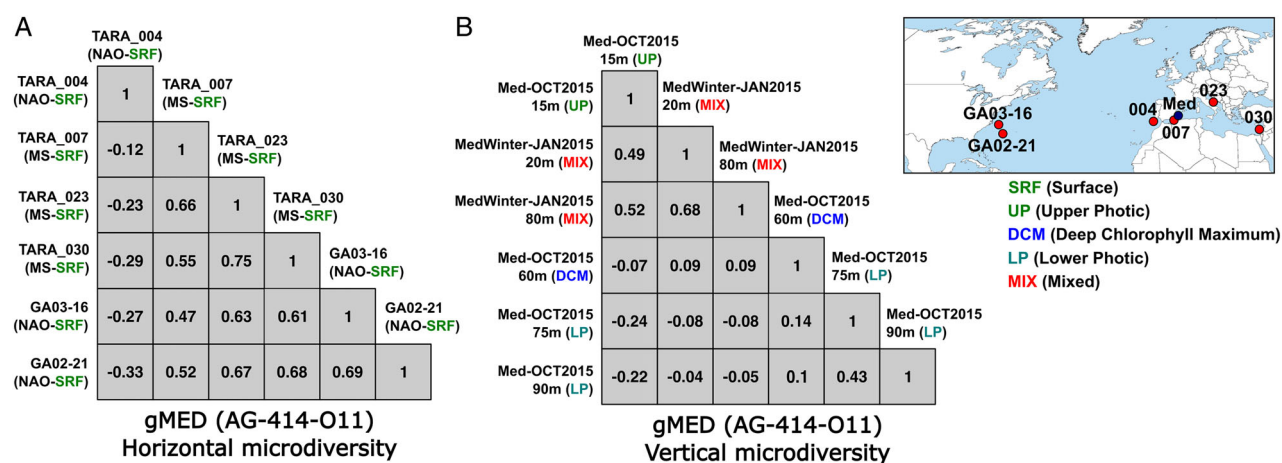 A
TARA_004
(NAO-SRF)
TARA_004
(NAO-SRF)
1
TARA_007
(MS-SRF)
TARA_007
(MS-SRF)
-0.12
1
TARA_023
(MS-SRF)
TARA_023
(MS-SRF)
-0.23
0.66
1
TARA_030
(MS-SRF)
TARA_030
(MS-SRF)
-0.29
0.55
0.75
1
GA03-16
(NAO-SRF)
GA03-16
(NAO-SRF)
-0.27
0.47
0.63
0.61
1
GA02-21
(NAO-SRF)
GA02-21
(NAO-SRF)
-0.33
0.52
0.67
0.68
0.69
1
gMED (AG-414-O11)
Horizontal microdiversity
B
Med-OCT2015
15m (UP)
Med-OCT2015
15m (UP)
1
MedWinter-JAN2015
20m (MIX)
MedWinter-JAN2015
20m (MIX)
0.49
1
MedWinter-JAN2015
80m (MIX)
MedWinter-JAN2015
80m (MIX)
0.52
0.68
1
Med-OCT2015
60m (DCM)
Med-OCT2015
60m (DCM)
-0.07
0.09
0.09
1
Med-OCT2015
75m (LP)
Med-OCT2015
75m (LP)
-0.24
-0.08
-0.08
0.14
1
Med-OCT2015
90m (LP)
Med-OCT2015
90m (LP)
-0.22
-0.04
-0.05
0.1
0.43
1
gMED (AG-414-O11)
Vertical microdiversity
GA03-16
GA02-21
004
Med
007
023
030
SRF (Surface)
UP (Upper Photic)
DCM (Deep Chlorophyll Maximum)
LP (Lower Photic)
MIX (Mixed)